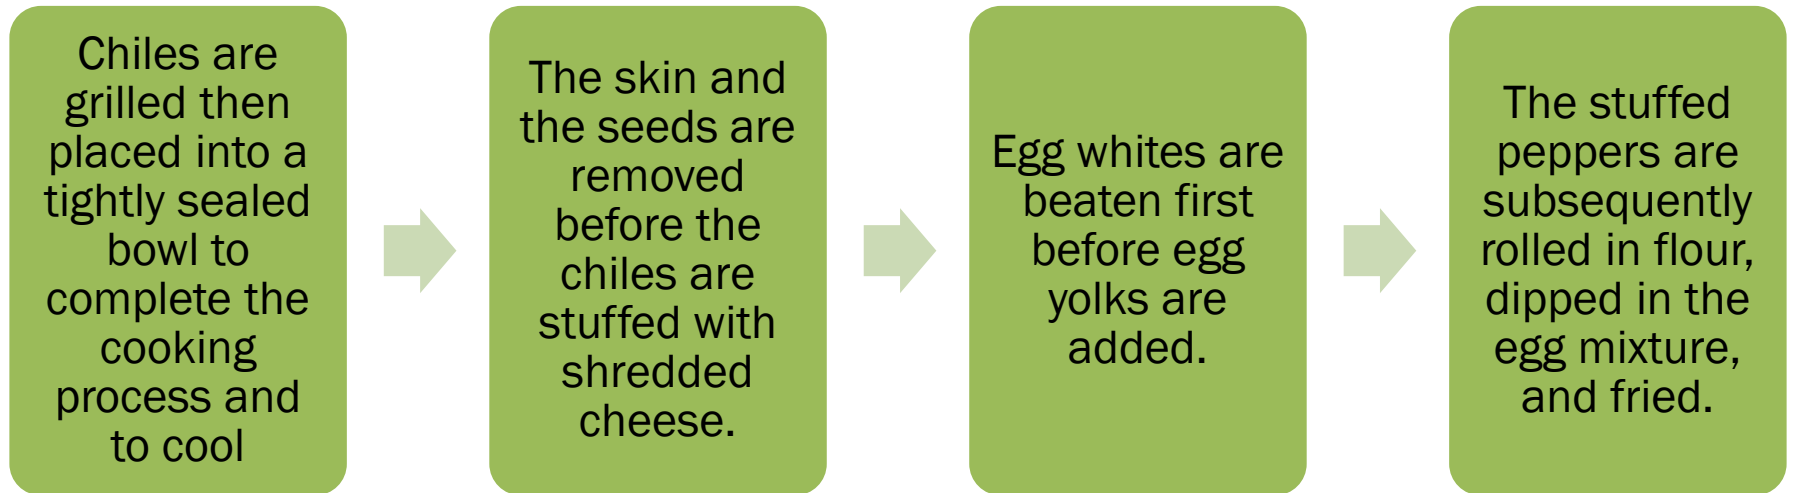 Chiles are
grilled then
placed into a
tightly sealed
bowl to
complete the
cooking
process and
to cool
The skin and
the seeds are
removed
before the
chiles are
stuffed with
shredded
cheese.
Egg whites are
beaten first
before egg
yolks are
added.
The stuffed
peppers are
subsequently
rolled in flour,
dipped in the
egg mixture,
and fried.